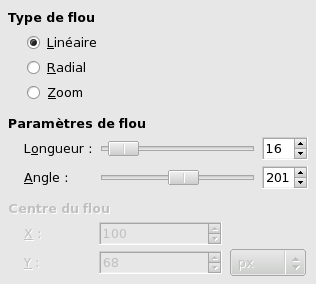 Type de flou
Linéaire
Radial
Zoom
Paramètres de flou
Longueur : 16
Angle : 201
Centre du flou
X : 100
Y : 68 px